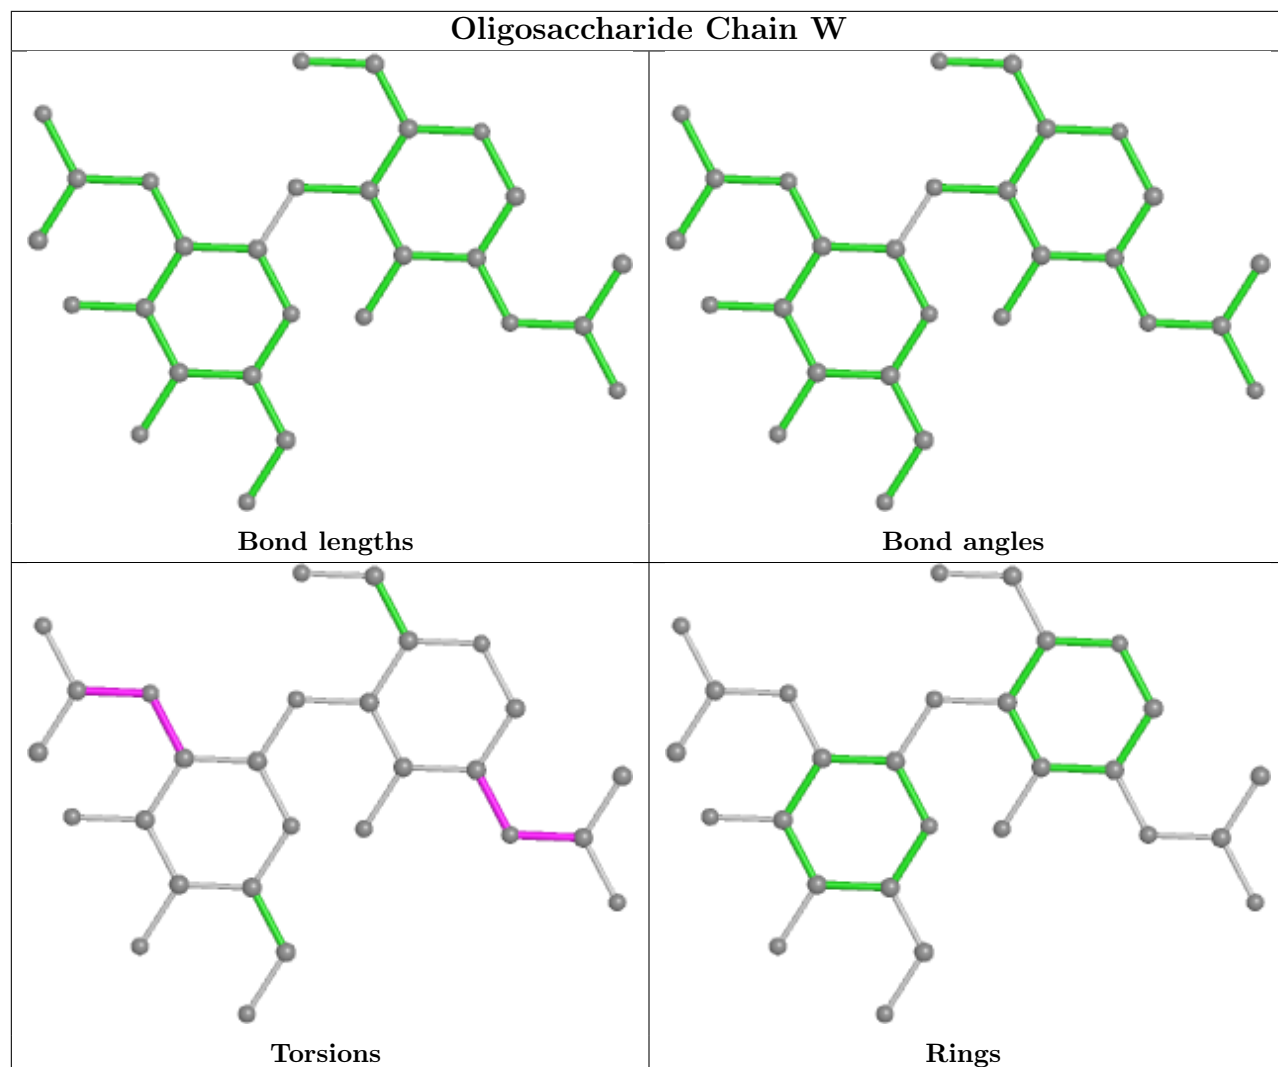 Oligosaccharide Chain W
Bond lengths
Bond angles
Torsions
Rings